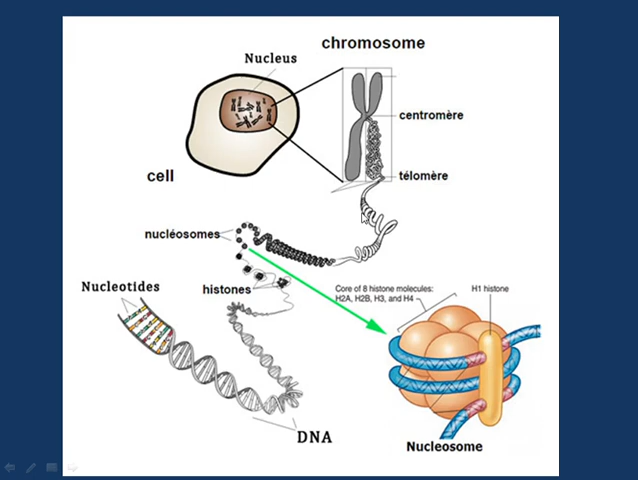 chromosome
Nucleus
centromère
cell
télomère
nucléosomes
Nucleotides
histones
Core of 8 histone molecules:
H2A, H2B, H3, and H4
H1 histone
DNA
Nucleosome